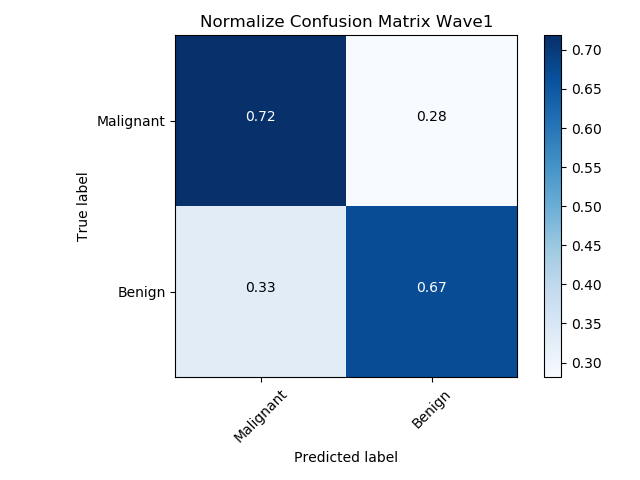 Normalize Confusion Matrix Wave1
True label
Malignant
0.72
0.28
Benign
0.33
0.67
Malignant
Benign
Predicted label
0.70
0.65
0.60
0.55
0.50
0.45
0.40
0.35
0.30